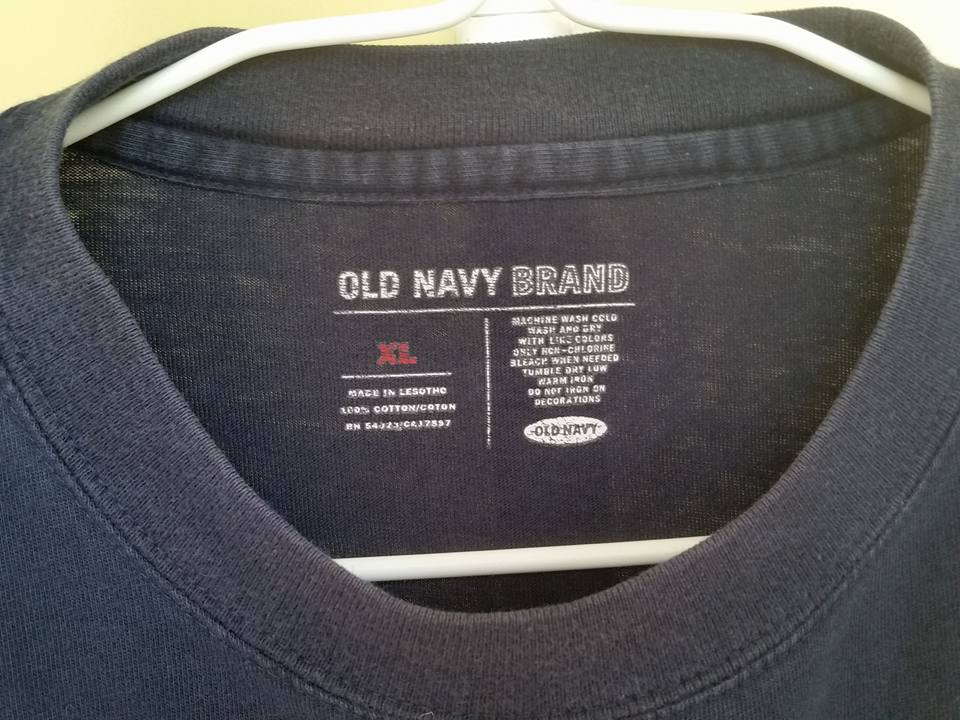 OLD NAVY BRAND
XL
MADE IN LESOTHO
100% COTTON/COTON
RN 54023/CA17897
MACHINE WASH COLD
WASH AND DRY
WITH LIKE COLORS
ONLY NON-CHLORINE
BLEACH WHEN NEEDED
TUMBLE DRY LOW
WARM IRON
DO NOT IRON ON
DECORATIONS
OLD NAVY